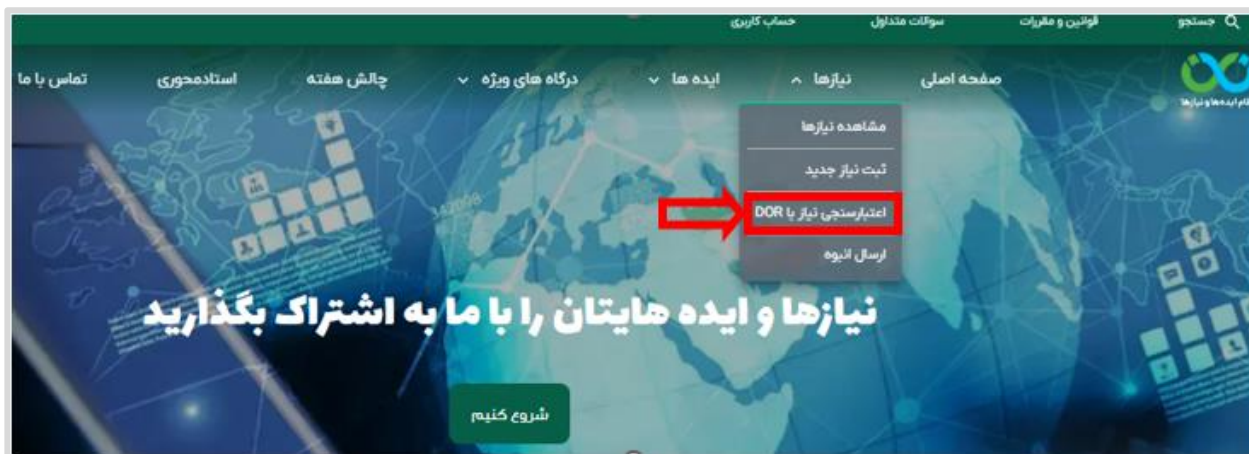 جستجو
قوانین و مقررات
سوالات متداول
حساب کاربری
صفحه اصلی
نیازها
ایده ها
درگاه های ویژه
چالش هفته
استادمحوری
تماس با ما
مشاهده نیازها
ثبت نیاز جدید
اعتبارسنجی نیاز با DOR
ارسال انبوه
نیازها و ایده هایتان را با ما به اشتراک بگذارید
شروع کنیم